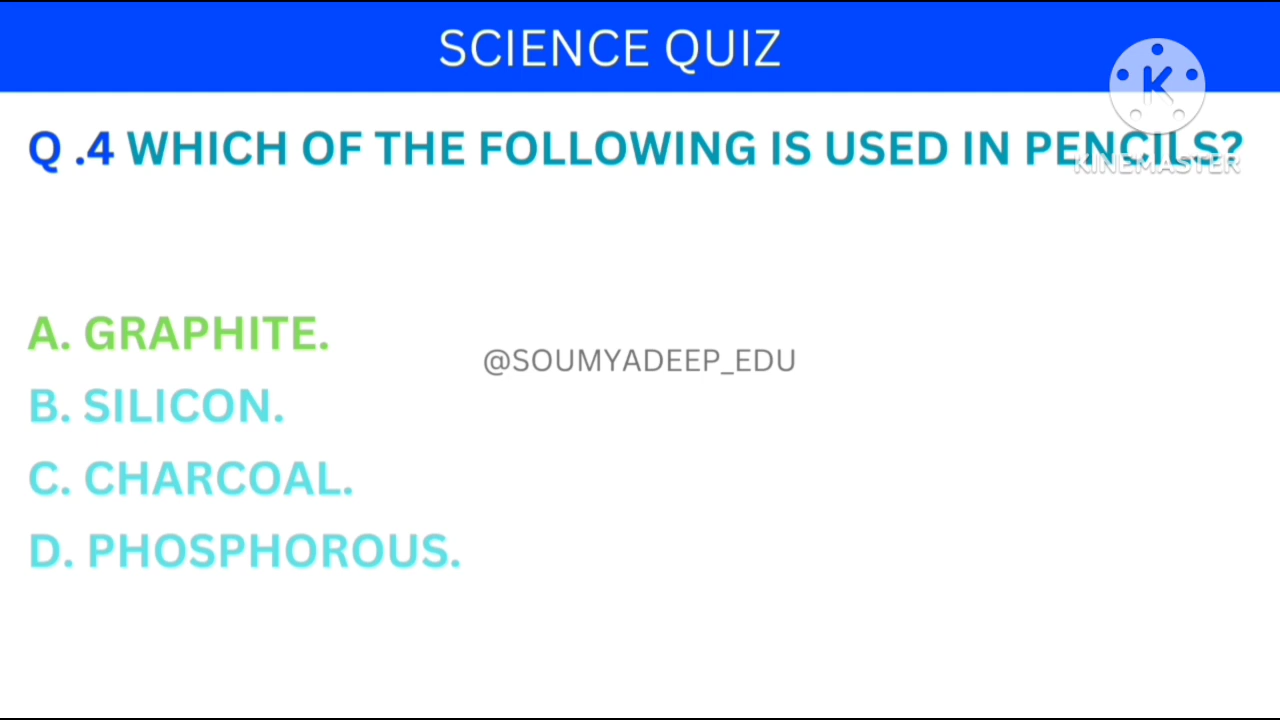 SCIENCE QUIZ
K
Q .4 WHICH OF THE FOLLOWING IS USED IN PENCILS?
KINEMASTER
A. GRAPHITE.
@SOUMYADEEP_EDU
B. SILICON.
C. CHARCOAL.
D. PHOSPHOROUS.